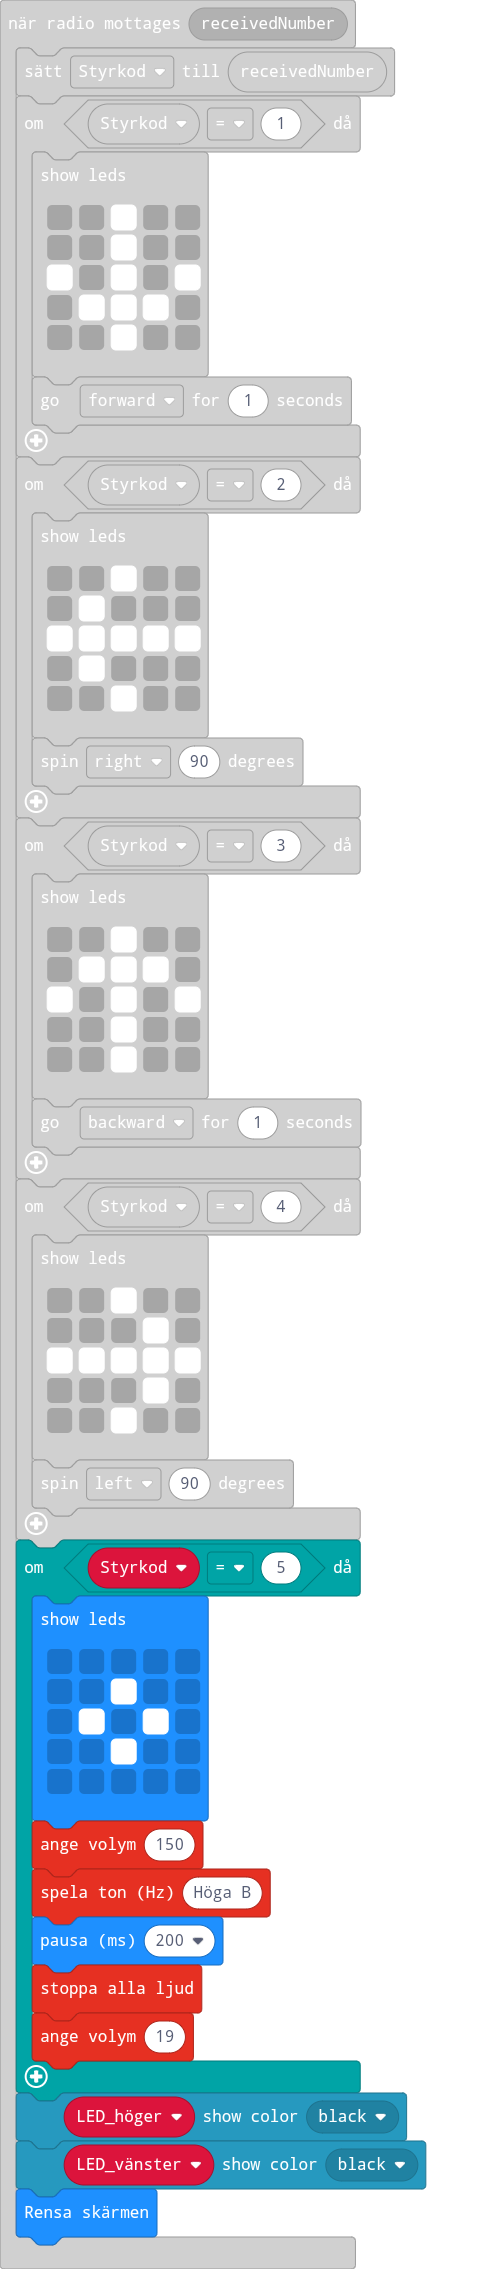 när radio mottages receivedNumber
sätt Styrkod till receivedNumber
om Styrkod = 1 då
show leds
go forward for 1 seconds
om Styrkod = 2 då
show leds
spin right 90 degrees
om Styrkod = 3 då
show leds
go backward for 1 seconds
om Styrkod = 4 då
show leds
spin left 90 degrees
om Styrkod = 5 då
show leds
ange volym 150
spela ton (Hz) Höga B
pausa (ms) 200
stoppa alla ljud
ange volym 19
LED_höger show color black
LED_vänster show color black
Rensa skärmen